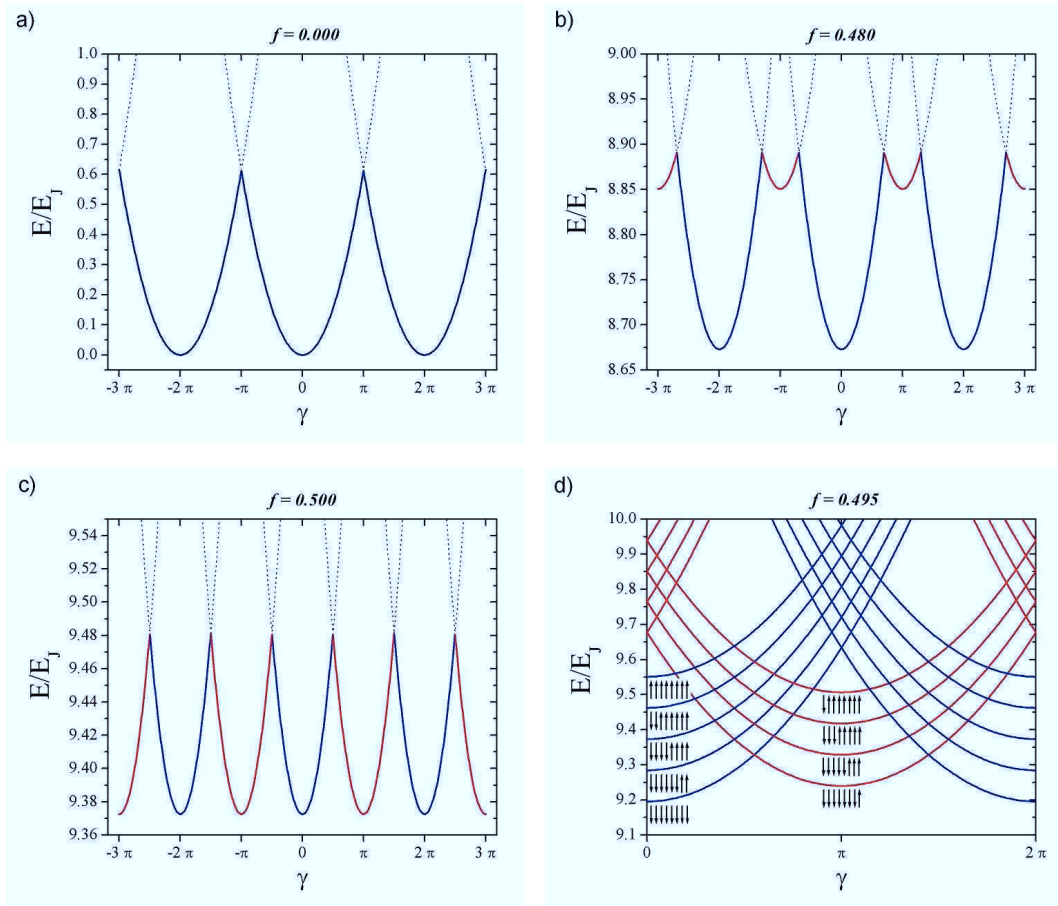 a)
f = 0.000
1.0
0.9
0.8
0.7
0.6
0.5
0.4
0.3
0.2
0.1
0.0
E/E_J
-3 π -2 π -π 0 π 2 π 3 π
γ
b)
f = 0.480
9.00
8.95
8.90
8.85
8.80
8.75
8.70
8.65
E/E_J
-3 π -2 π -π 0 π 2 π 3 π
γ
c)
f = 0.500
9.54
9.52
9.50
9.48
9.46
9.44
9.42
9.40
9.38
9.36
E/E_J
-3 π -2 π -π 0 π 2 π 3 π
γ
d)
f = 0.495
10.0
9.9
9.8
9.7
9.6
9.5
9.4
9.3
9.2
9.1
E/E_J
↑↑↑↑↑↑↑↑
↓↓↑↑↑↑↑↑
↓↓↓↓↑↑↑↑
↓↓↓↓↓↓↑↑
↓↓↓↓↓↓↓↓
↓↑↑↑↑↑↑↑
↓↓↓↑↑↑↑↑
↓↓↓↓↓↑↑↑
↓↓↓↓↓↓↓↑
0 π 2 π
γ